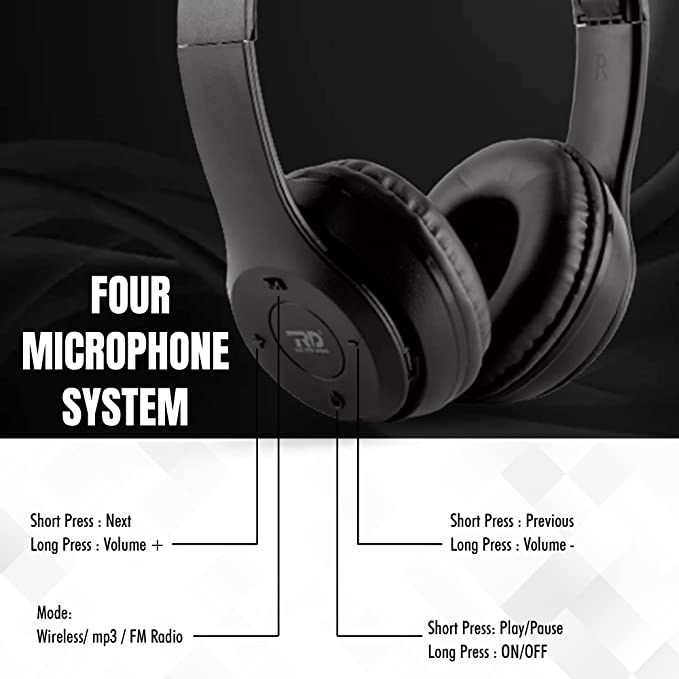 R
FOUR
MICROPHONE
SYSTEM
RD
Short Press : Next
Long Press : Volume +
Short Press : Previous
Long Press : Volume -
Mode:
Wireless/ mp3 / FM Radio
Short Press: Play/Pause
Long Press : ON/OFF